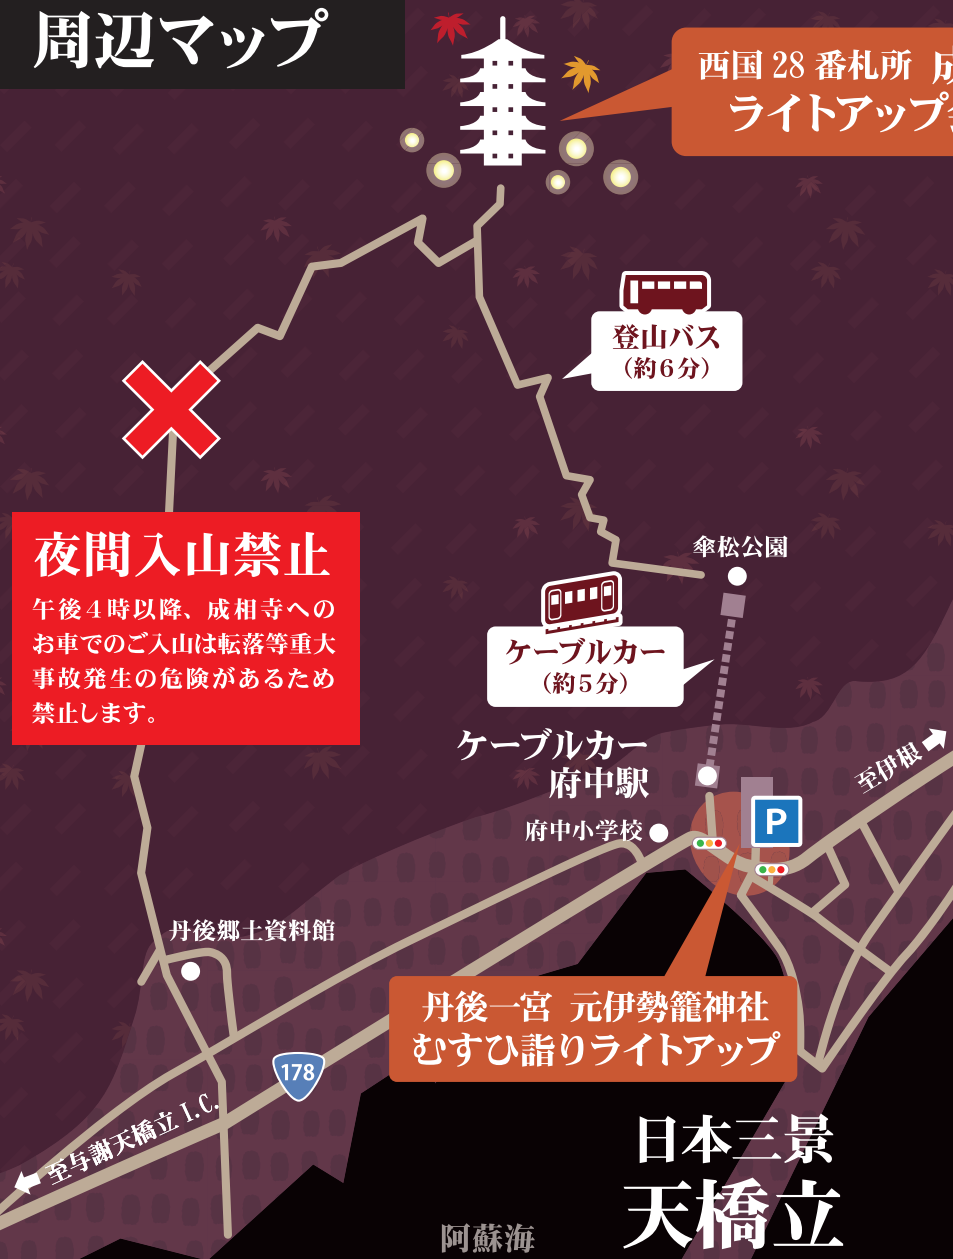 周辺マップ
西国28番札所 成
ライトアップ
登山バス
（約6分）
夜間入山禁止
午後4時以降、成相寺への
お車でのご入山は転落等重大
事故発生の危険があるため
禁止します。
傘松公園
ケーブルカー
（約5分）
ケーブルカー
府中駅
至伊根
P
府中小学校
丹後郷土資料館
丹後一宮 元伊勢籠神社
むすひ詣りライトアップ
178
至与謝天橋立I.C.
日本三景
天橋立
阿蘇海